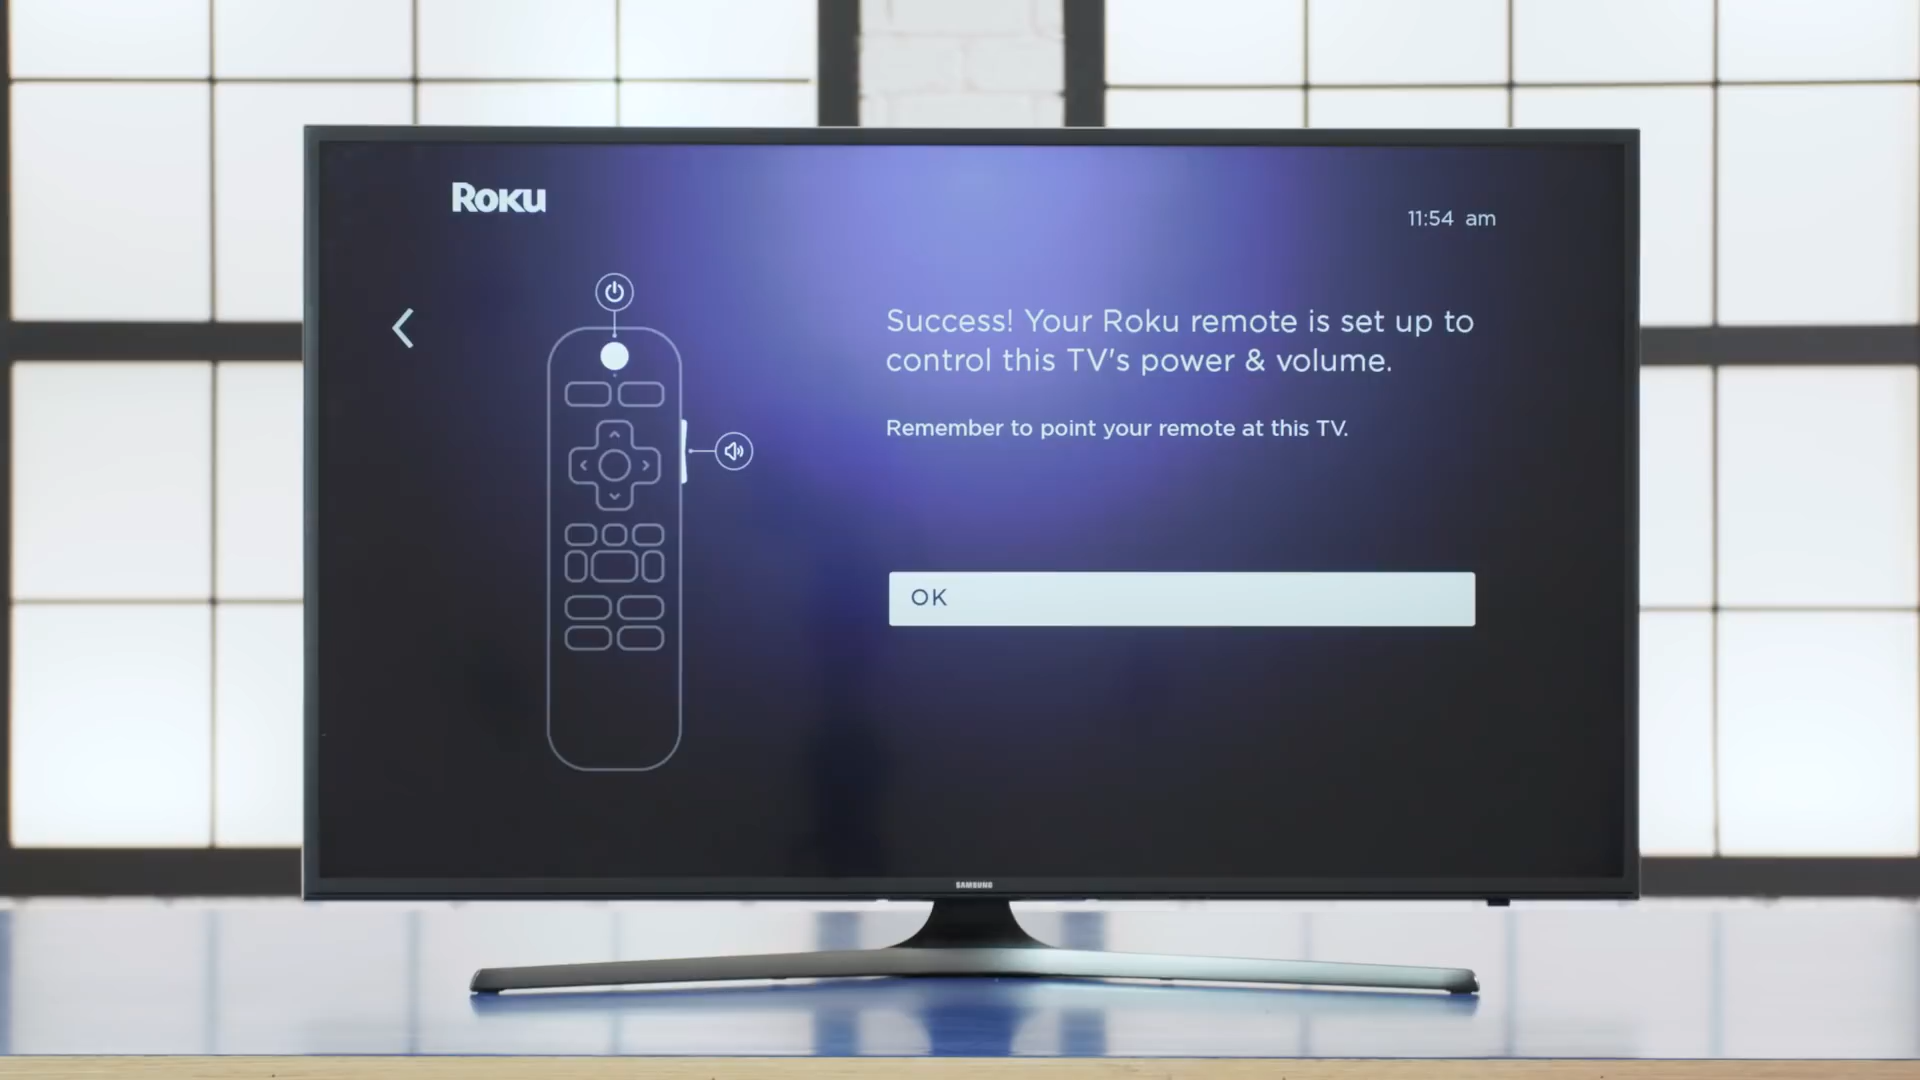 Roku
11:54 am
Success! Your Roku remote is set up to
control this TV's power & volume.
Remember to point your remote at this TV.
OK
SAMSUNG